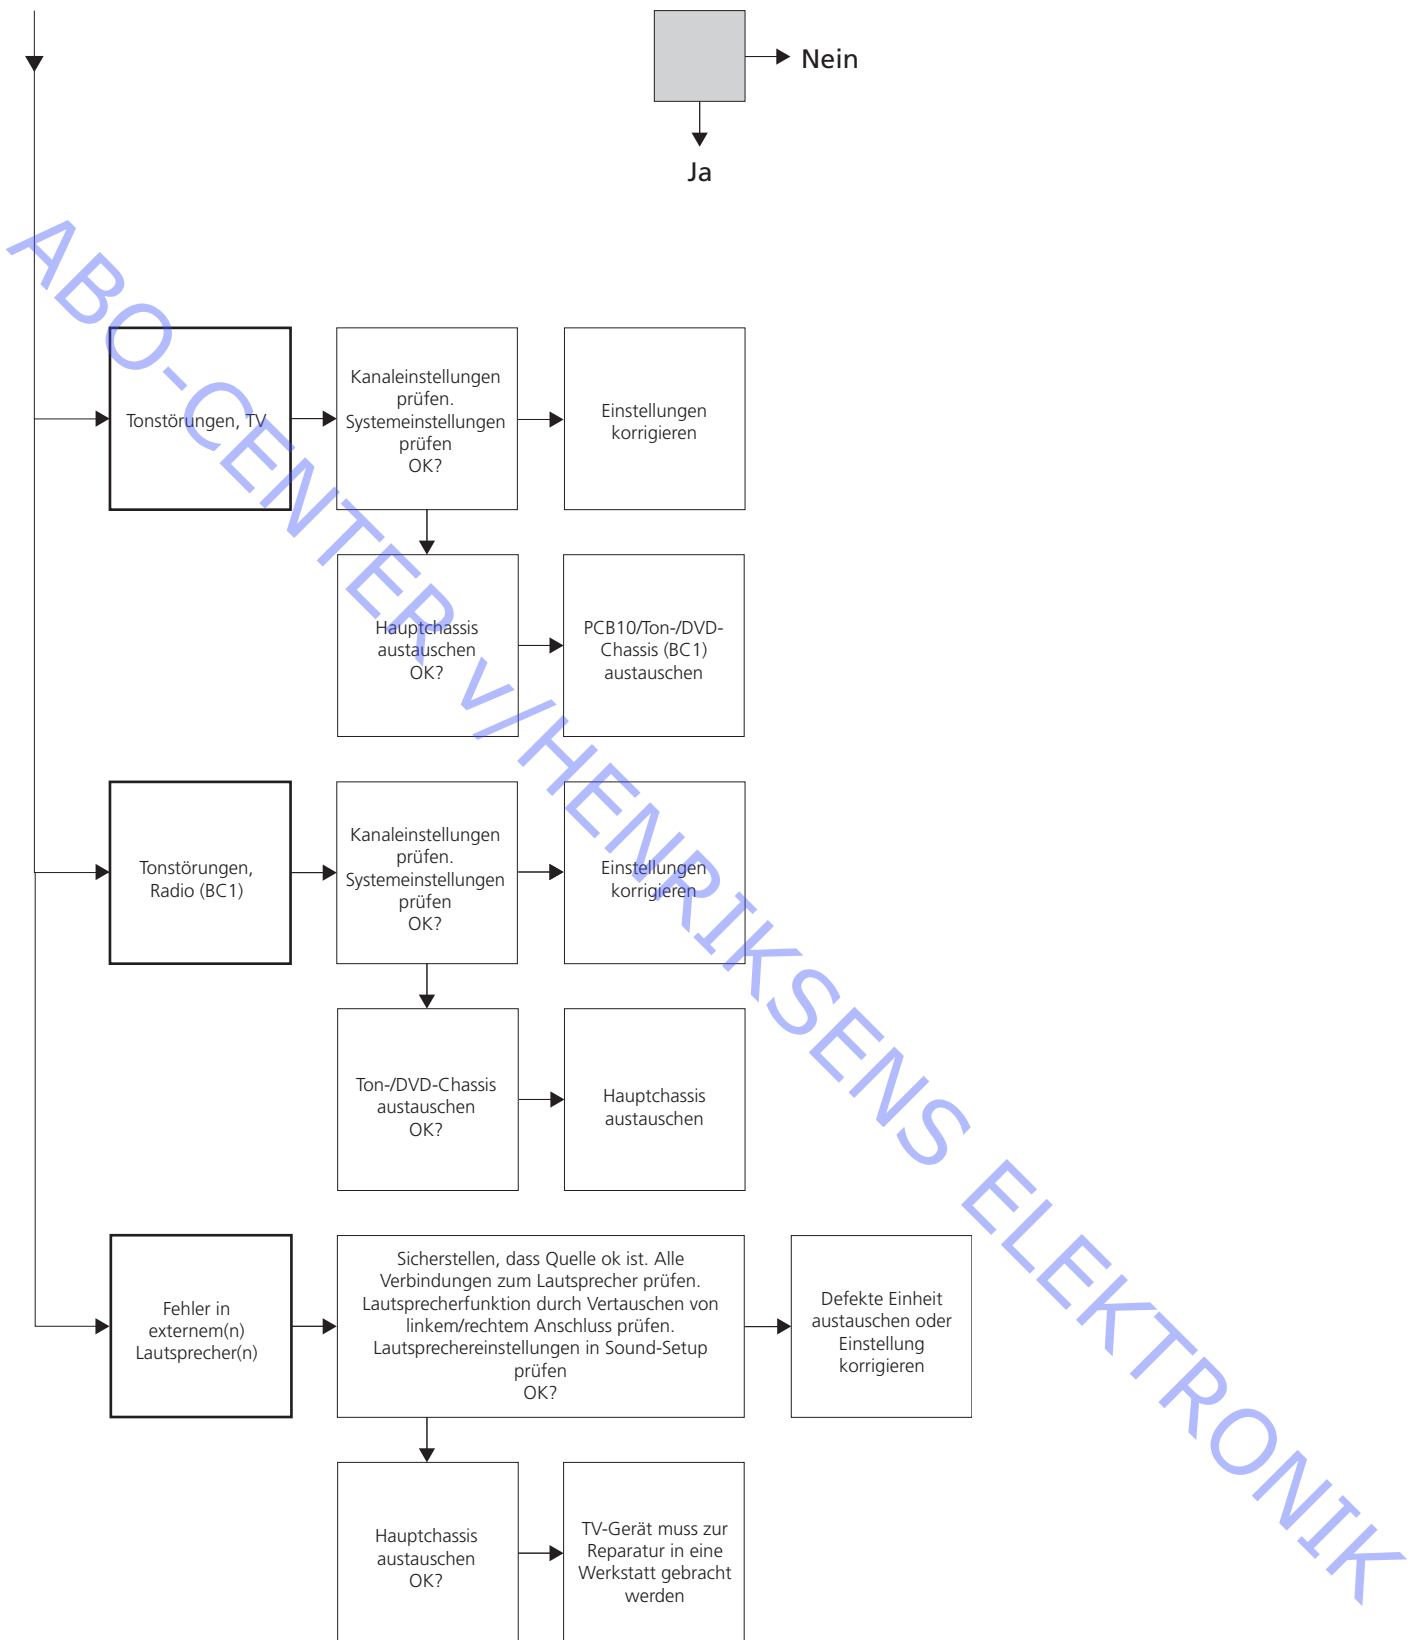 Nein
Ja
Tonstörungen, TV
Kanaleinstellungen
prüfen.
Systemeinstellungen
prüfen
OK?
Einstellungen
korrigieren
Hauptchassis
austauschen
OK?
PCB10/Ton-/DVD-
Chassis (BC1)
austauschen
Tonstörungen,
Radio (BC1)
Kanaleinstellungen
prüfen.
Systemeinstellungen
prüfen
OK?
Einstellungen
korrigieren
Ton-/DVD-Chassis
austauschen
OK?
Hauptchassis
austauschen
Fehler in
externem(n)
Lautsprecher(n)
Sicherstellen, dass Quelle ok ist. Alle
Verbindungen zum Lautsprecher prüfen.
Lautsprecherfunktion durch Vertauschen von
linkem/rechtem Anschluss prüfen.
Lautsprechereinstellungen in Sound-Setup
prüfen
OK?
Defekte Einheit
austauschen oder
Einstellung
korrigieren
Hauptchassis
austauschen
OK?
TV-Gerät muss zur
Reparatur in eine
Werkstatt gebracht
werden
ABO-CENTER v/HENRIKSENS ELEKTRONIK